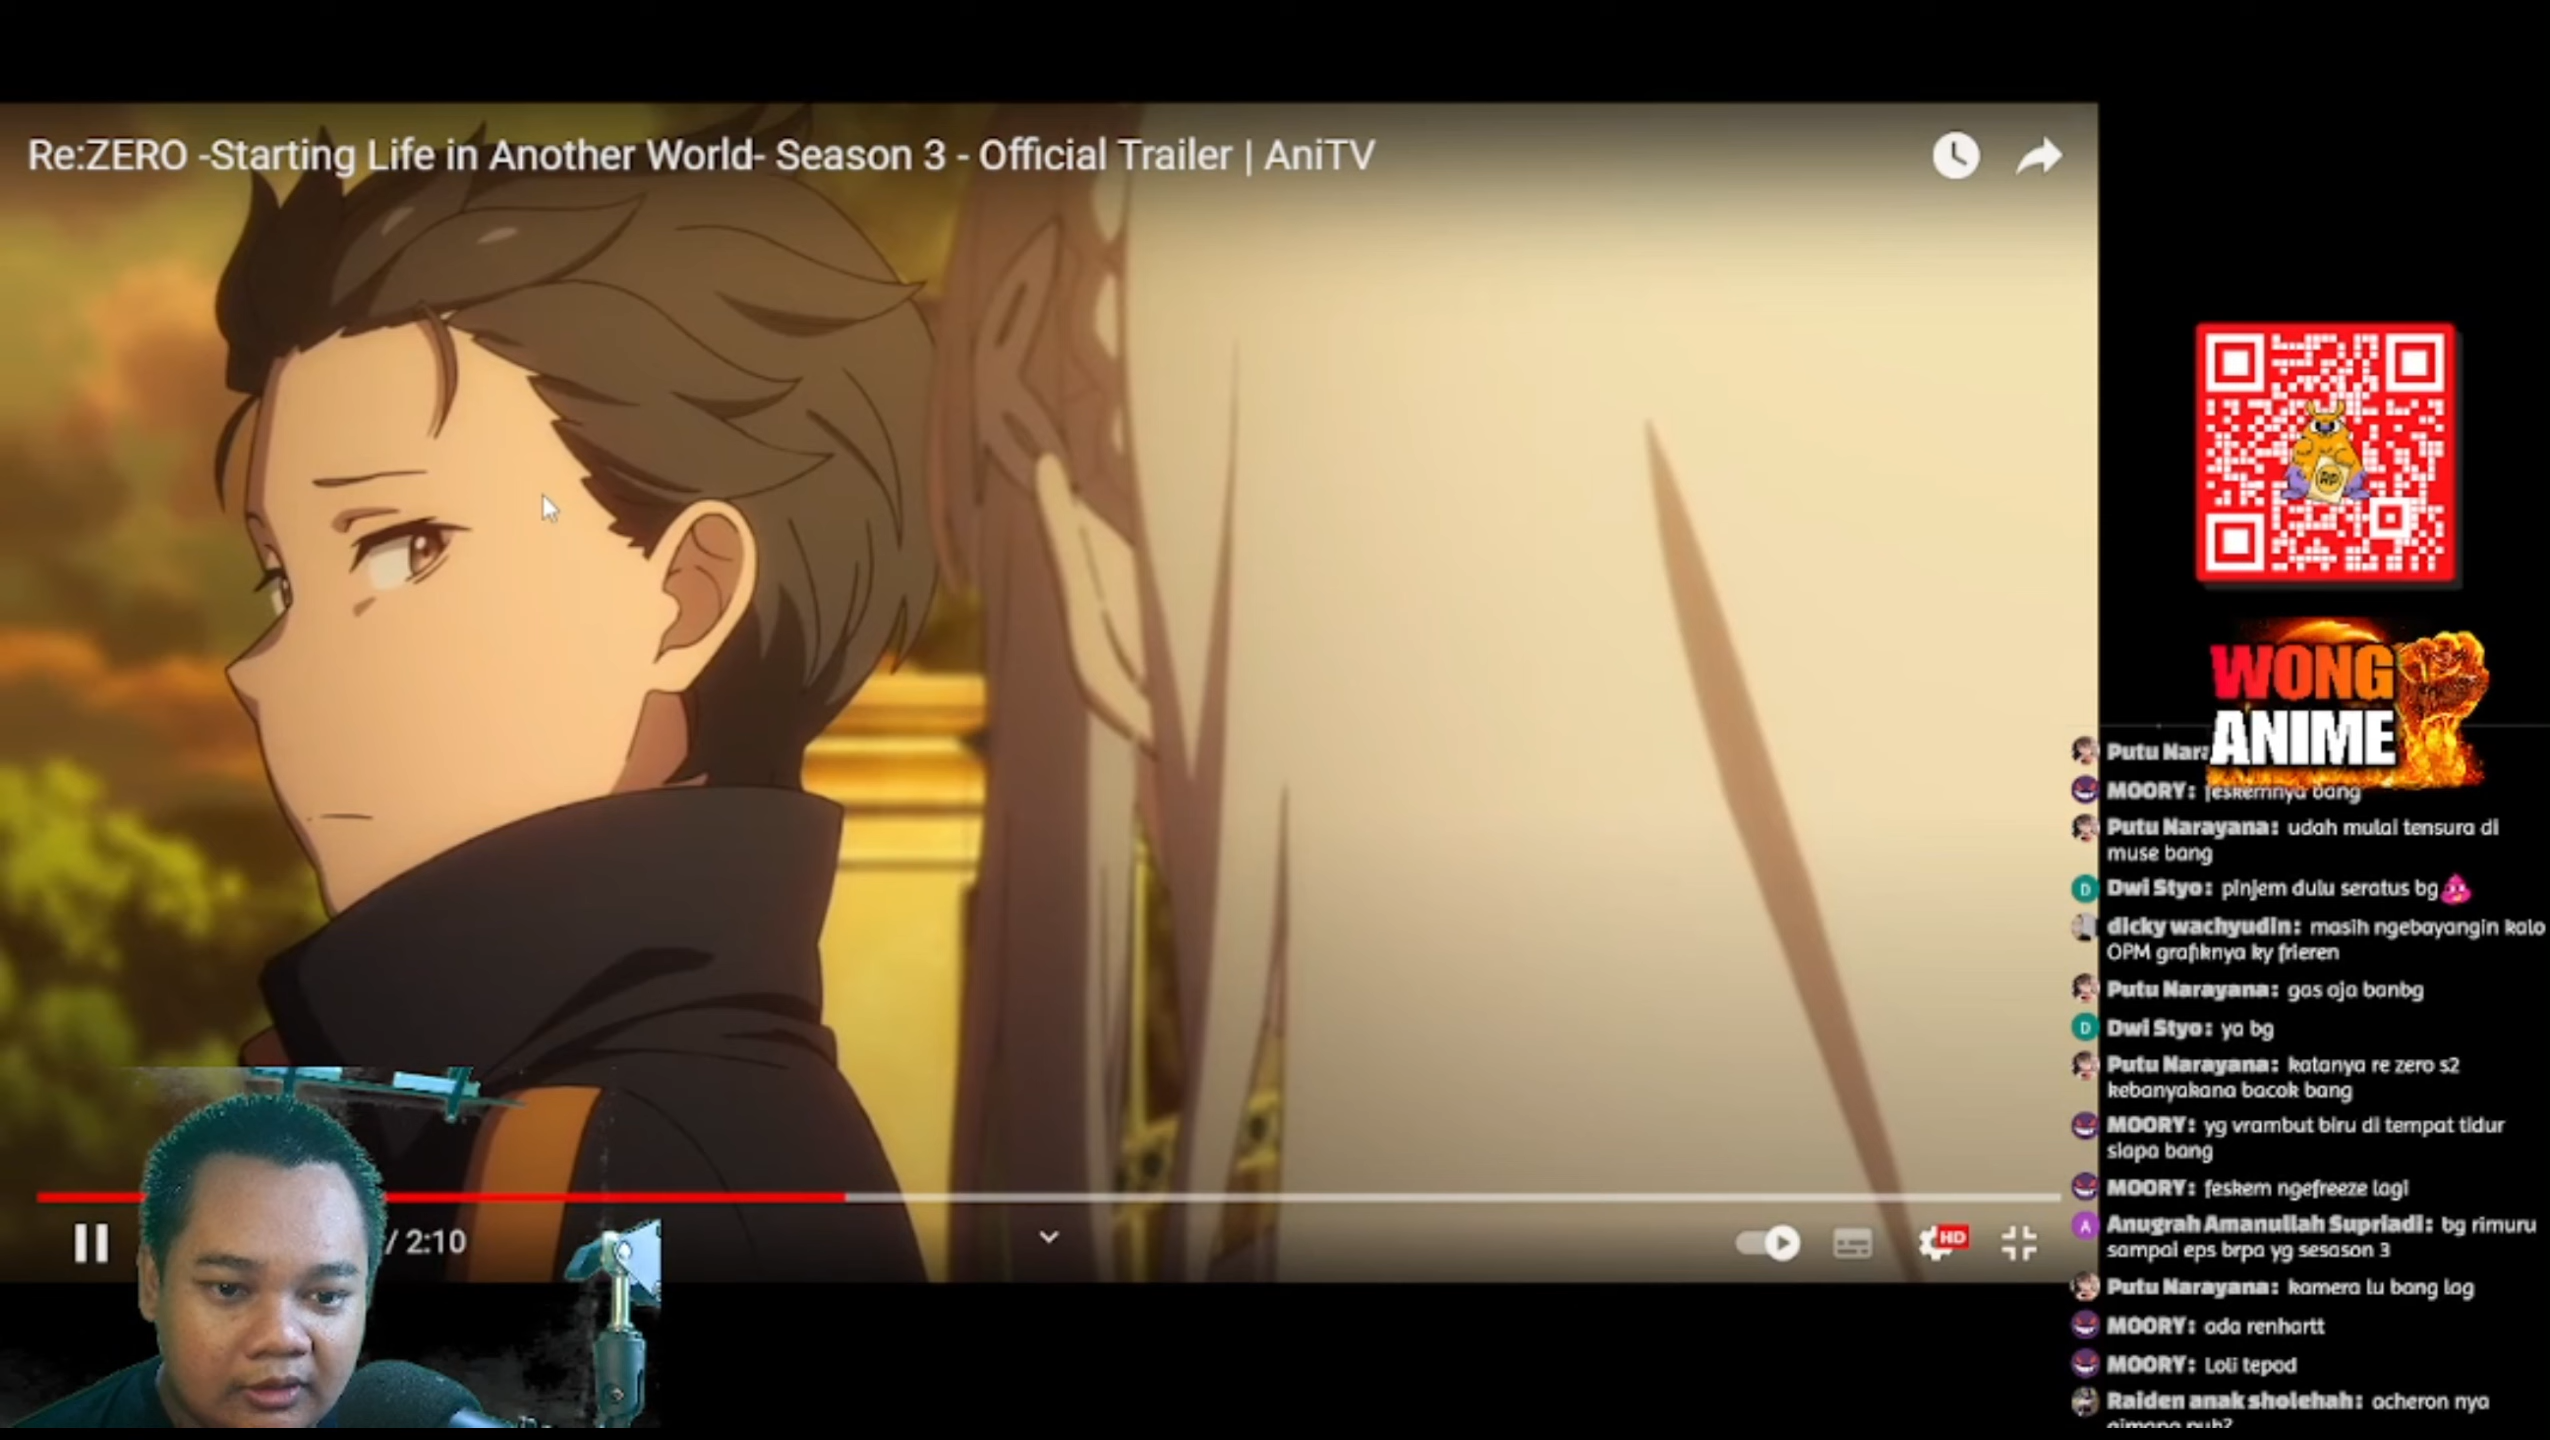 Re:ZERO -Starting Life in Another World- Season 3 - Official Trailer | AniTV
/ 2:10
HD
RP
WONG
ANIME
Putu Nara
MOORY: feskemnya bang
Putu Narayana: udah mulai tensura di
muse bang
D Dwi Styo: pinjem dulu seratus bg
dicky wachyudin: masih ngebayangin kalo
OPM grafiknya ky frieren
Putu Narayana: gas aja banbg
D Dwi Styo: ya bg
Putu Narayana: katanya re zero s2
kebanyakana bacok bang
MOORY: yg vrambut biru di tempat tidur
siapa bang
MOORY: feskem ngefreeze lagi
A Anugrah Amanullah Supriadi: bg rimuru
sampai eps brpa yg sesason 3
Putu Narayana: kamera lu bang lag
MOORY: ada renhartt
MOORY: Loli tepod
Raiden anak sholehah: acheron nya